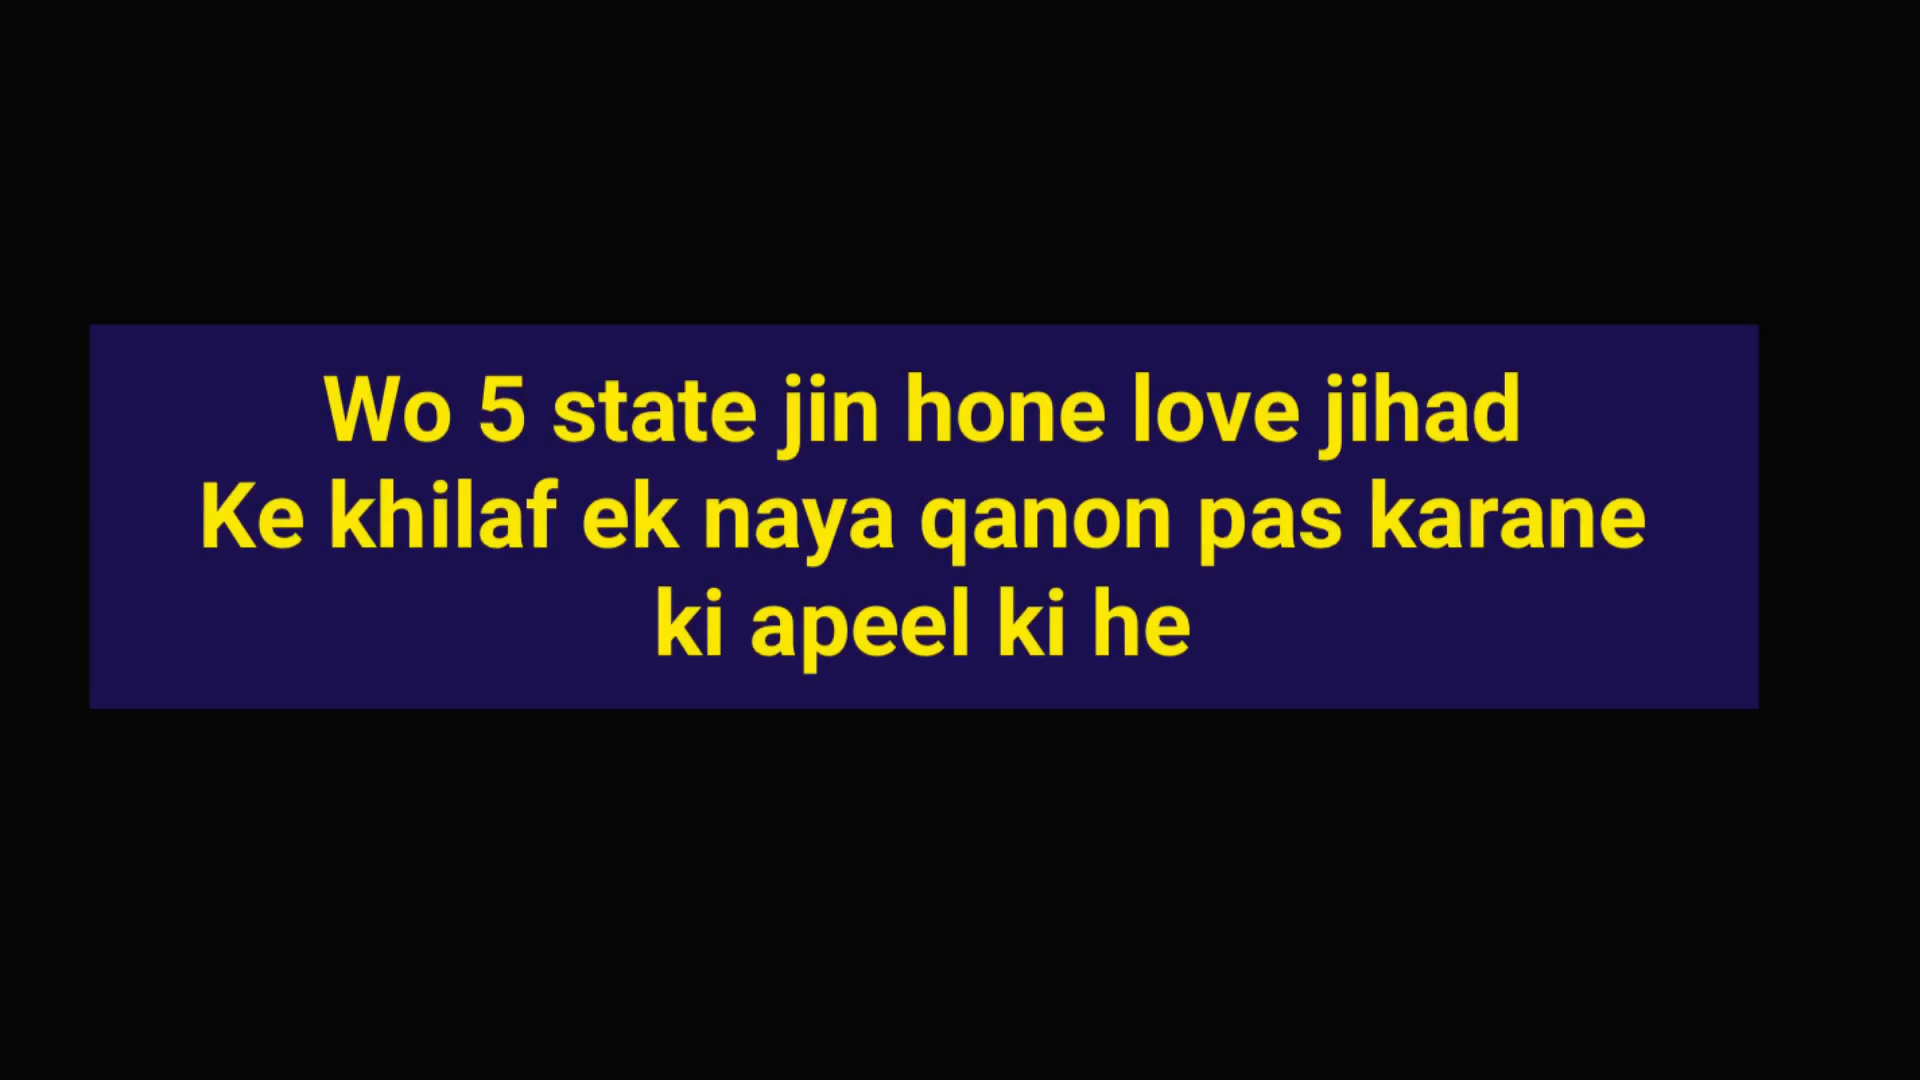 Wo 5 state jin hone love jihad
Ke khilaf ek naya qanon pas karane
ki apeel ki he